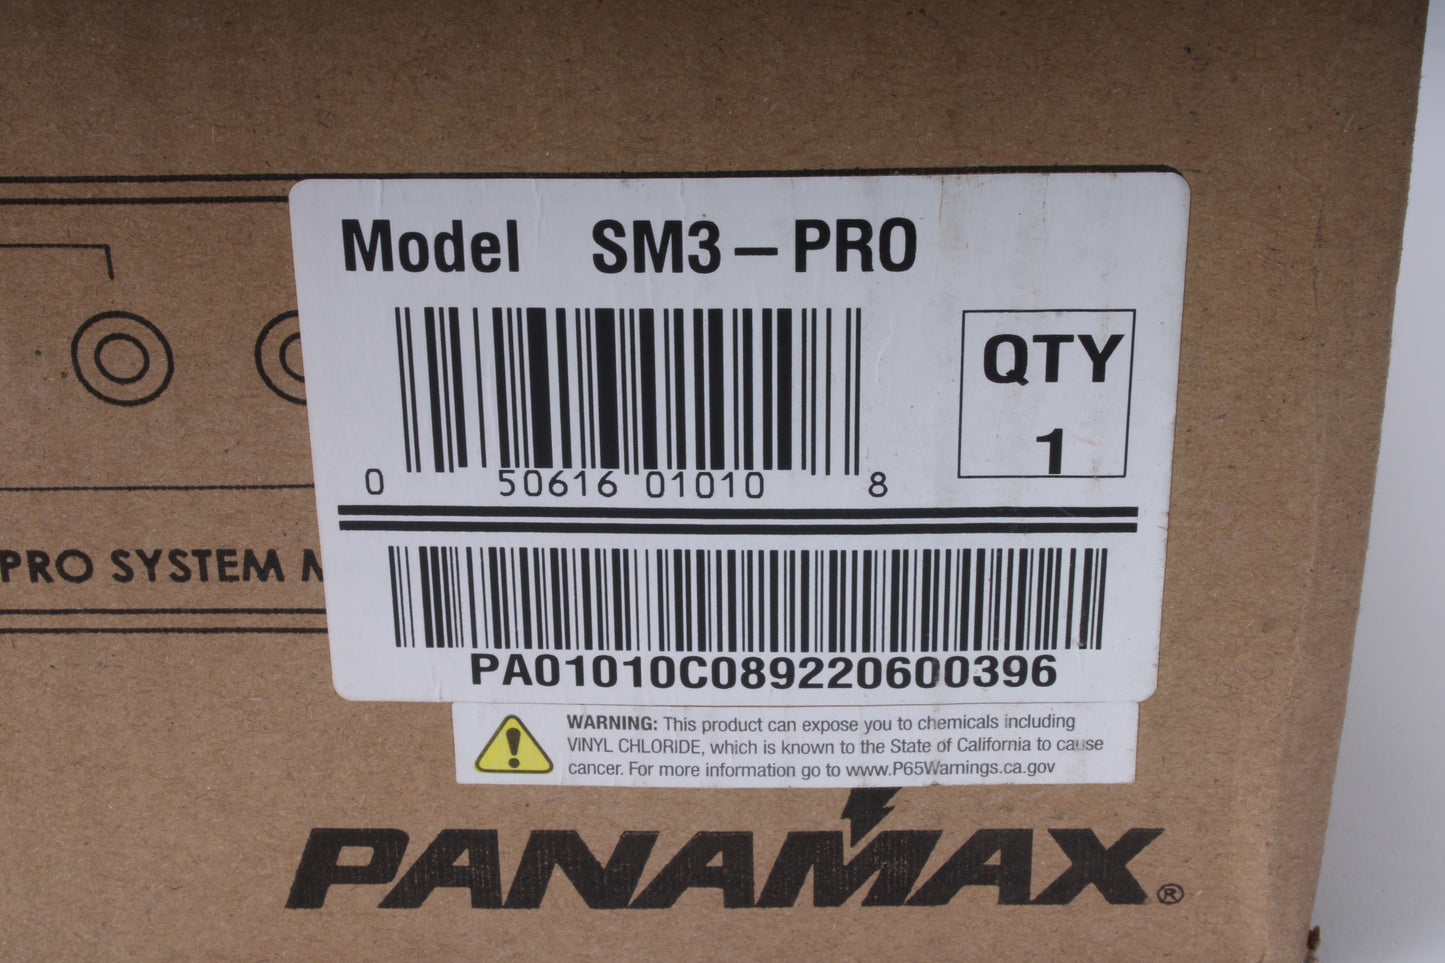 Model SM3-PRO
QTY
1
0 50616 01010 8
PRO SYSTEM
PA01010C089220600396
WARNING: This product can expose you to chemicals including
VINYL CHLORIDE, which is known to the State of California to cause
cancer. For more information go to www.P65Warnings.ca.gov
PANAMAX®